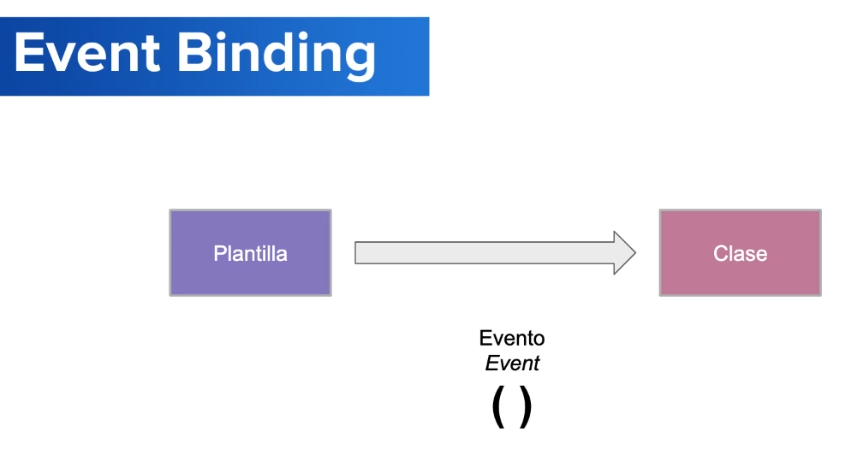 Event Binding
Plantilla
Clase
Evento
Event
( )